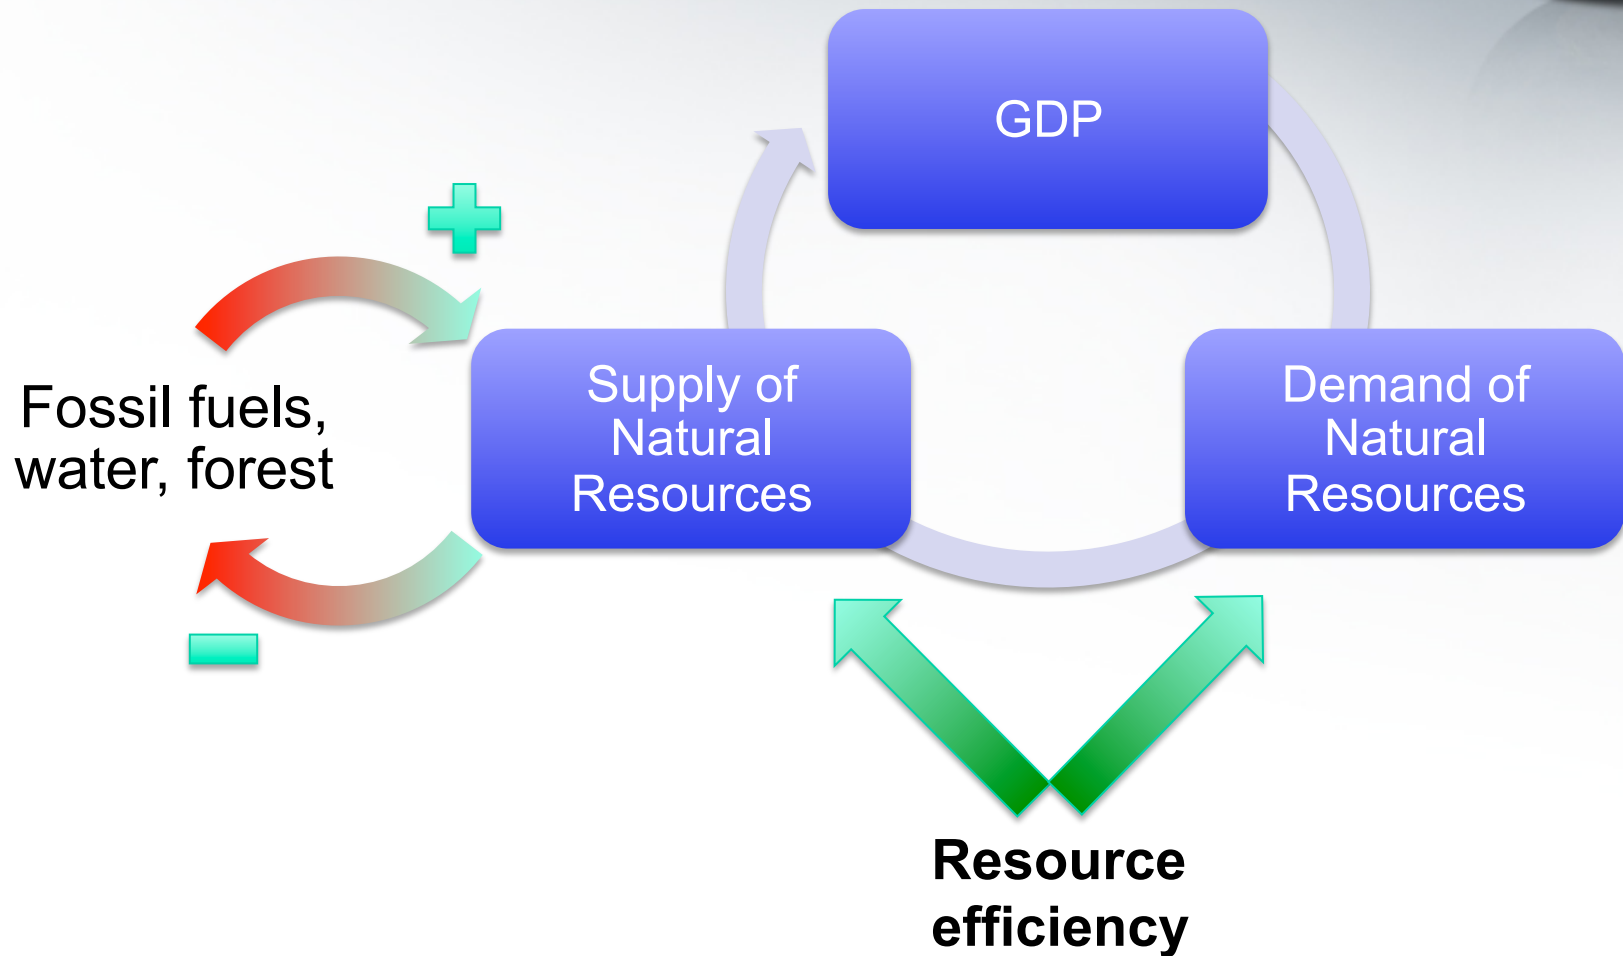 GDP
Supply of
Natural
Resources
Demand of
Natural
Resources
Fossil fuels,
water, forest
Resource
efficiency